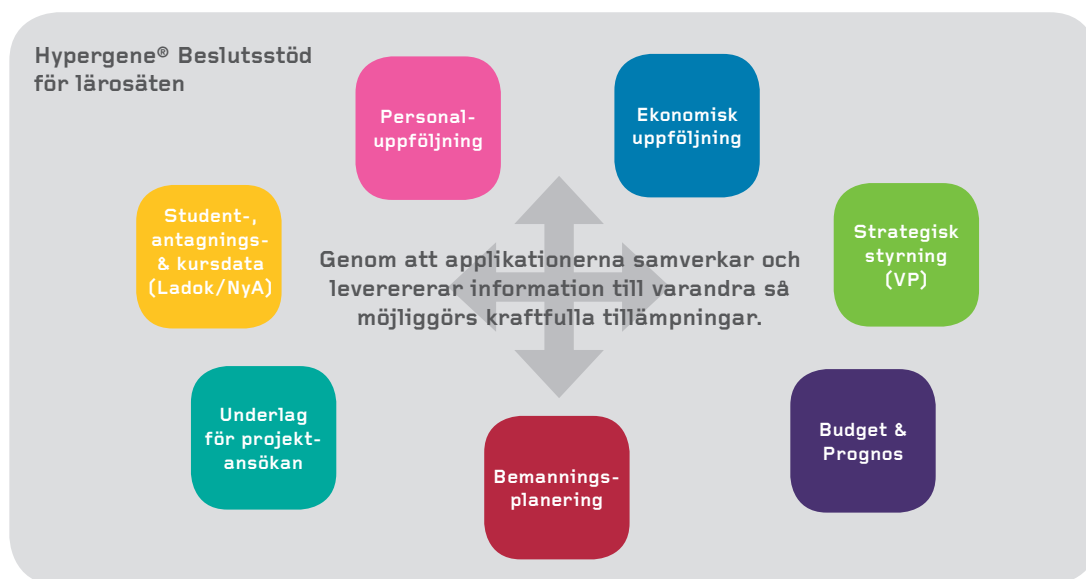 Hypergene® Beslutsstöd
för lärosäten
Personal-
uppföljning
Ekonomisk
uppföljning
Student-,
antagnings-
& kursdata
(Ladok/NyA)
Strategisk
styrning
(VP)
Genom att applikationerna samverkar och
levererar information till varandra så
möjliggörs kraftfulla tillämpningar.
Underlag
för projekt-
ansökan
Budget &
Prognos
Bemannings-
planering